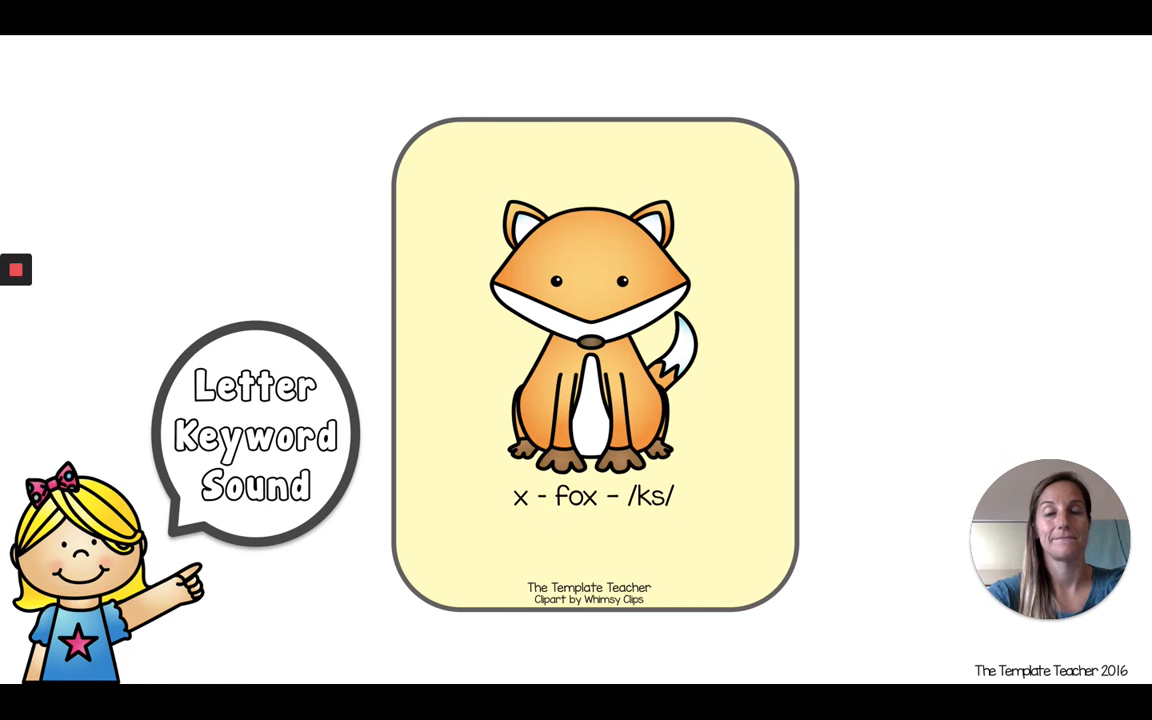 Letter
Keyword
Sound
x - fox - /ks/
The Template Teacher
Clipart by Whimsy Clips
The Template Teacher 2016